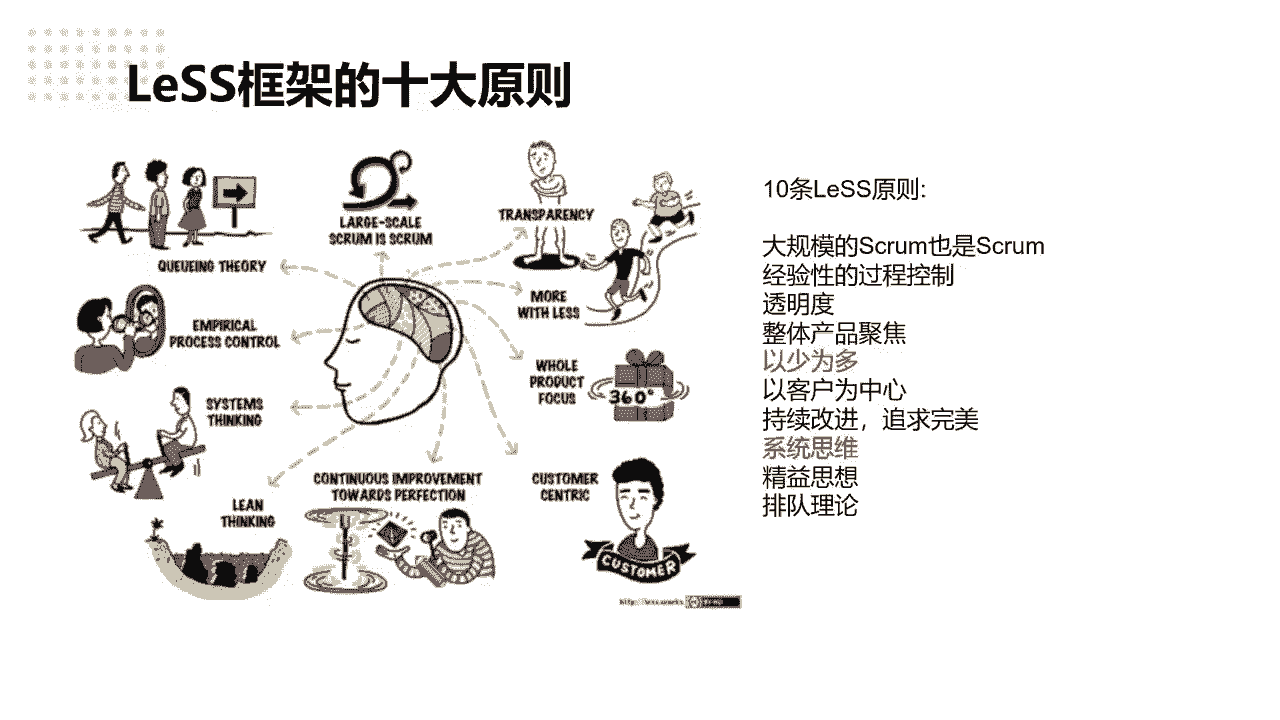 LeSS框架的十大原则
QUEUEING THEORY
LARGE-SCALE
SCRUM IS SCRUM
TRANSPARENCY
MORE
WITH LESS
EMPIRICAL
PROCESS CONTROL
WHOLE
PRODUCT
FOCUS
360°
SYSTEMS
THINKING
LEAN
THINKING
CONTINUOUS IMPROVEMENT
TOWARDS PERFECTION
CUSTOMER
CENTRIC
CUSTOMER
10条LeSS原则:
大规模的Scrum也是Scrum
经验性的过程控制
透明度
整体产品聚焦
以少为多
以客户为中心
持续改进，追求完美
系统思维
精益思想
排队理论